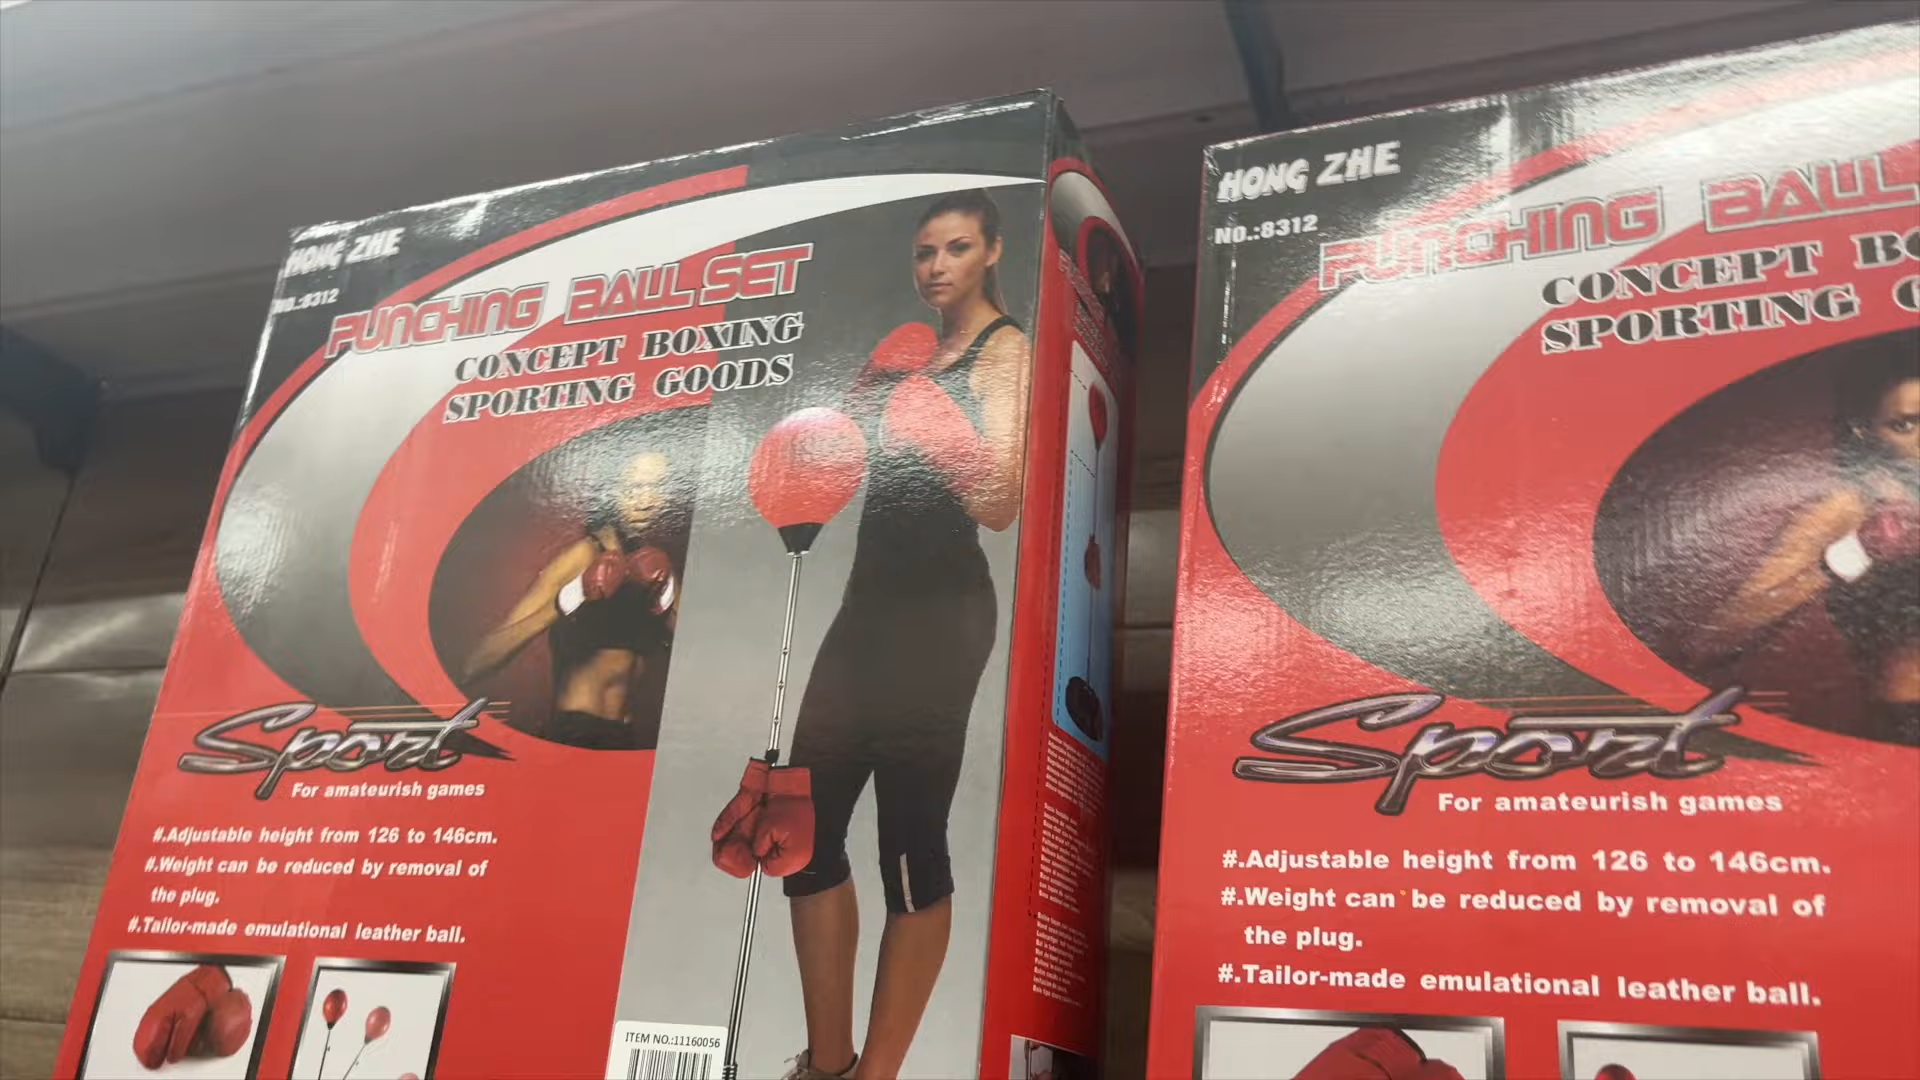 HONG ZHE
NO.:8312
PUNCHING BALL SET
CONCEPT BOXING
SPORTING GOODS
Sport
For amateurish games
#.Adjustable height from 126 to 146cm.
#.Weight can be reduced by removal of
the plug.
#.Tailor-made emulational leather ball.
ITEM NO.:11160056
HONG ZHE
NO.:8312
PUNCHING BALL
CONCEPT
SPORTING
Sport
For amateurish games
#.Adjustable height from 126 to 146cm.
#.Weight can be reduced by removal of
the plug.
#.Tailor-made emulational leather ball.